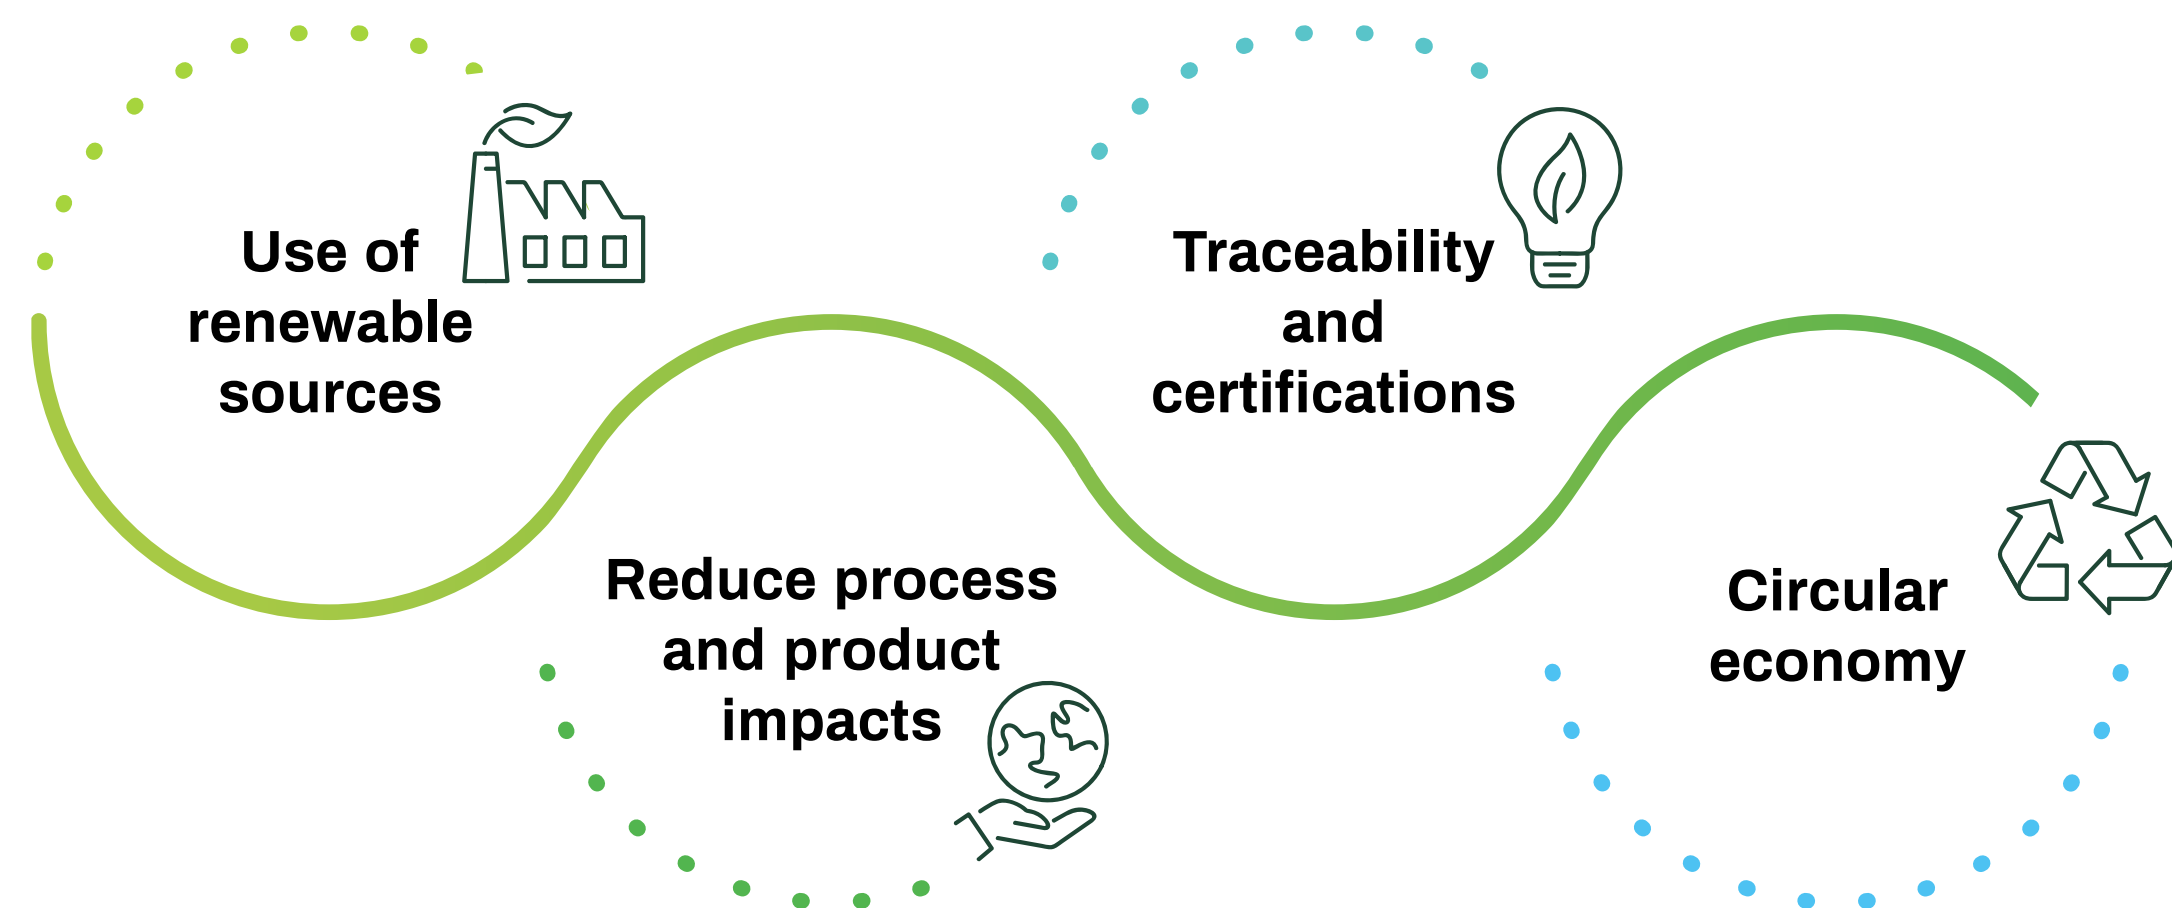 Use of
renewable
sources
Reduce process
and product
impacts
Traceability
and
certifications
Circular
economy